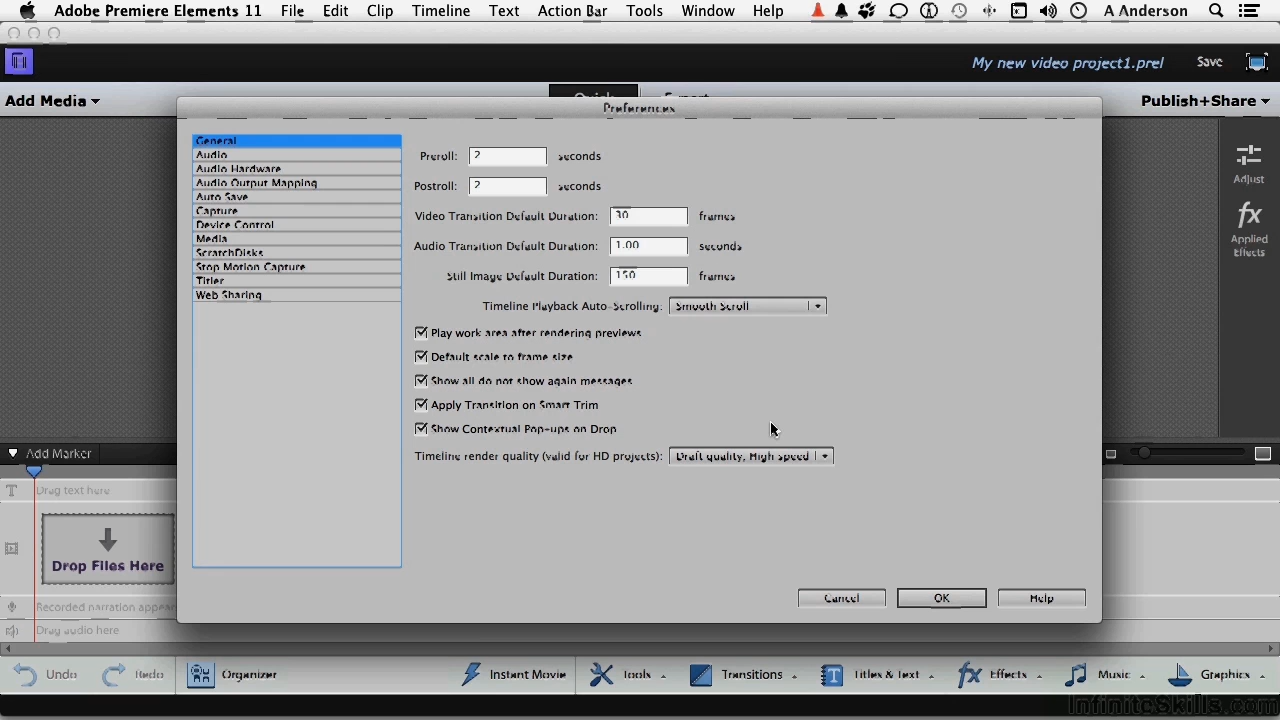 Adobe Premiere Elements 11 File Edit Clip Timeline Text Action Bar Tools Window Help A Anderson
My new video project1.prel Save
Add Media Quick Export Publish+Share
Preferences
General
Audio
Audio Hardware
Audio Output Mapping
Auto Save
Capture
Device Control
Media
ScratchDisks
Stop Motion Capture
Titler
Web Sharing
Preroll: 2 seconds
Postroll: 2 seconds
Video Transition Default Duration: 30 frames
Audio Transition Default Duration: 1.00 seconds
Still Image Default Duration: 150 frames
Timeline Playback Auto-Scrolling: Smooth Scroll
Play work area after rendering previews
Default scale to frame size
Show all do not show again messages
Apply Transition on Smart Trim
Show Contextual Pop-ups on Drop
Timeline render quality (valid for HD projects): Draft quality, High speed
Cancel OK Help
Adjust
fx
Applied
Effects
Add Marker
T Drag text here
Drop Files Here
Recorded narration appear
Drag audio here
Undo Redo Organizer Instant Movie Tools Transitions T Titles & Text fx Effects Music Graphics
InfiniteSkills.com